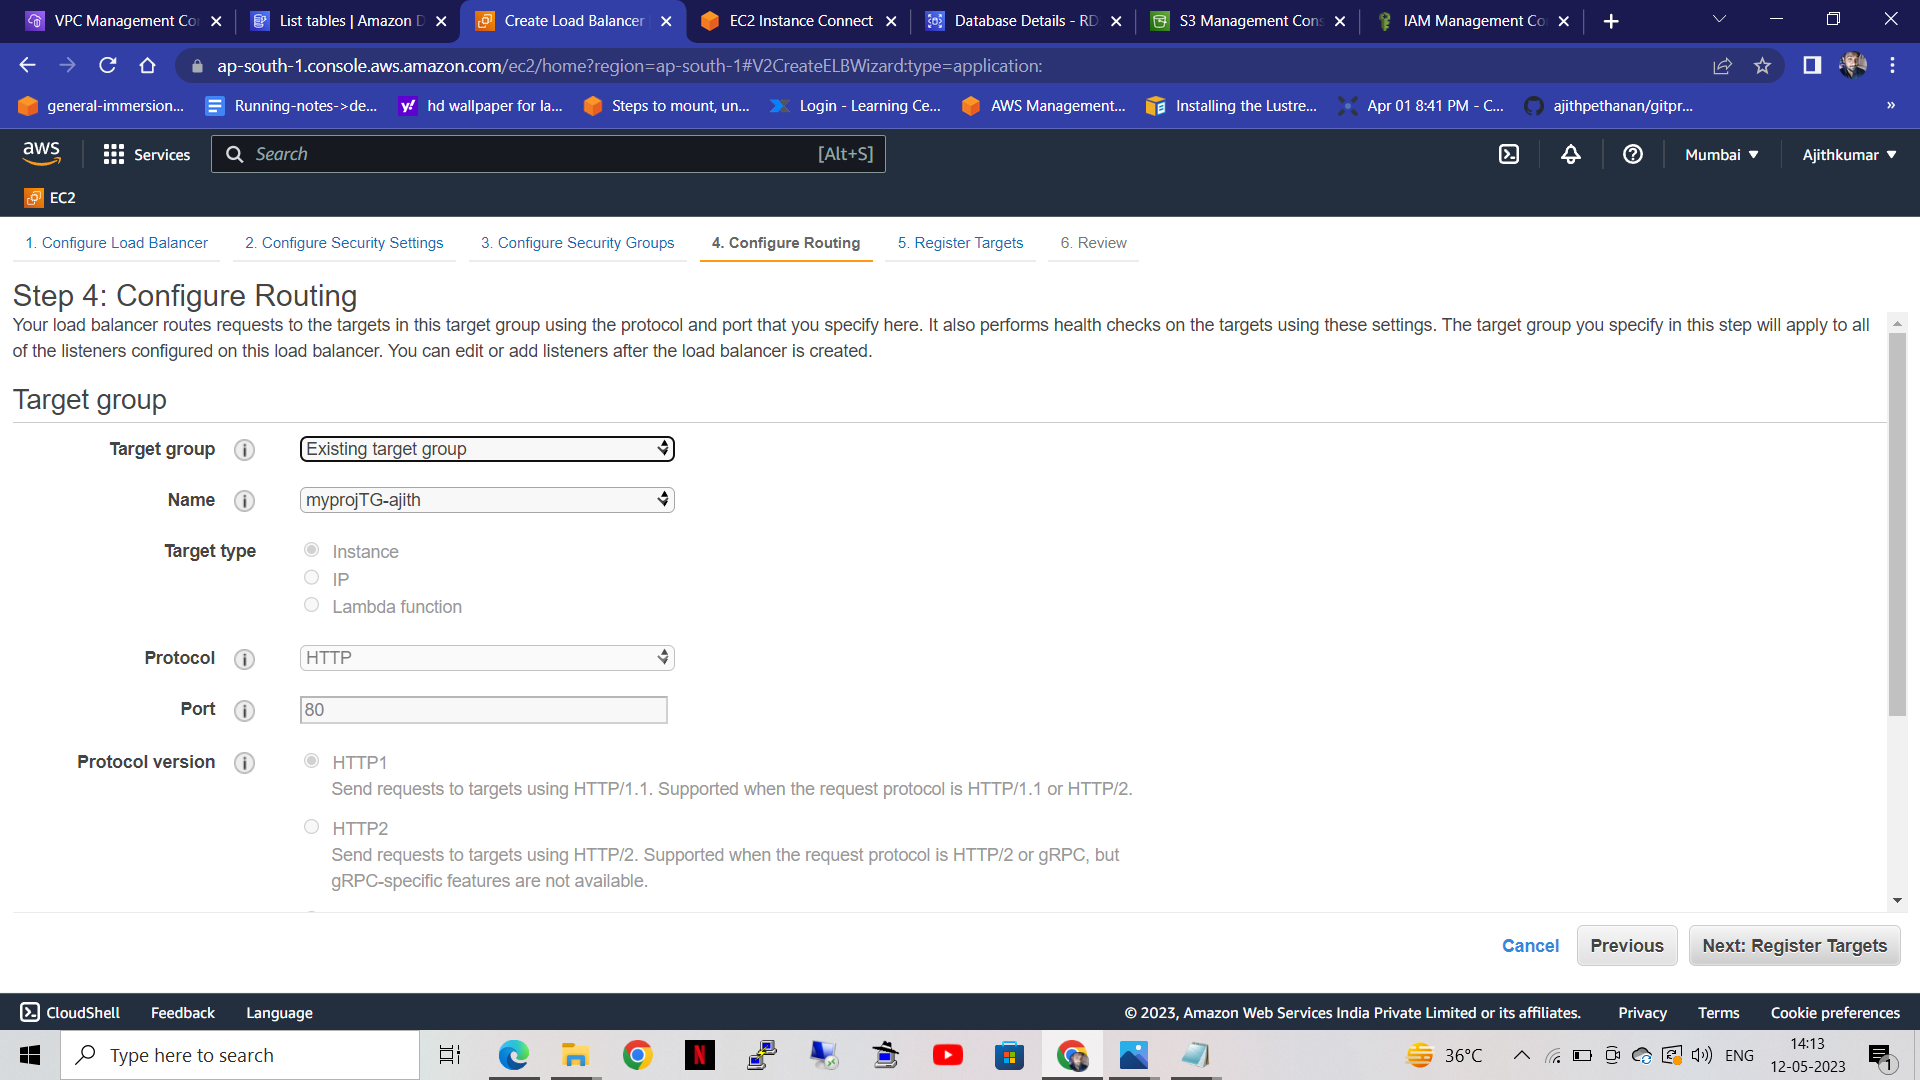 VPC Management Co
List tables | Amazon D
Create Load Balancer
EC2 Instance Connect
Database Details - RD
S3 Management Cons
IAM Management Co
ap-south-1.console.aws.amazon.com/ec2/home?region=ap-south-1#V2CreateELBWizard:type=application:
general-immersion...
Running-notes->de...
hd wallpaper for la...
Steps to mount, un...
Login - Learning Ce...
AWS Management...
Installing the Lustre...
Apr 01 8:41 PM - C...
ajithpethanan/gitpr...
»
aws
Services
Search
[Alt+S]
Mumbai
Ajithkumar
EC2
1. Configure Load Balancer
2. Configure Security Settings
3. Configure Security Groups
4. Configure Routing
5. Register Targets
6. Review
Step 4: Configure Routing
Your load balancer routes requests to the targets in this target group using the protocol and port that you specify here. It also performs health checks on the targets using these settings. The target group you specify in this step will apply to all
of the listeners configured on this load balancer. You can edit or add listeners after the load balancer is created.
Target group
Target group
Existing target group
Name
myprojTG-ajith
Target type
Instance
IP
Lambda function
Protocol
HTTP
Port
80
Protocol version
HTTP1
Send requests to targets using HTTP/1.1. Supported when the request protocol is HTTP/1.1 or HTTP/2.
HTTP2
Send requests to targets using HTTP/2. Supported when the request protocol is HTTP/2 or gRPC, but
gRPC-specific features are not available.
Cancel
Previous
Next: Register Targets
CloudShell
Feedback
Language
© 2023, Amazon Web Services India Private Limited or its affiliates.
Privacy
Terms
Cookie preferences
Type here to search
36°C
ENG
14:13
12-05-2023
1